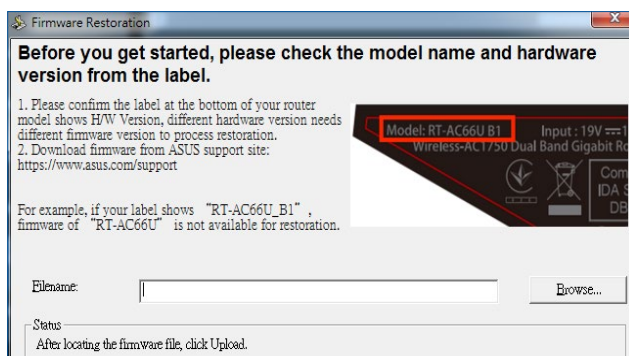 Firmware Restoration
Before you get started, please check the model name and hardware
version from the label.
1. Please confirm the label at the bottom of your router
model shows H/W Version, different hardware version needs
different firmware version to process restoration.
2. Download firmware from ASUS support site:
https://www.asus.com/support
For example, if your label shows “RT-AC66U_B1”,
firmware of “RT-AC66U” is not available for restoration.
Model: RT-AC66U B1 Input : 19V
Wireless-AC1750 Dual Band Gigabit
IDA
DB
Filename:
Browse...
Status
After locating the firmware file, click Upload.